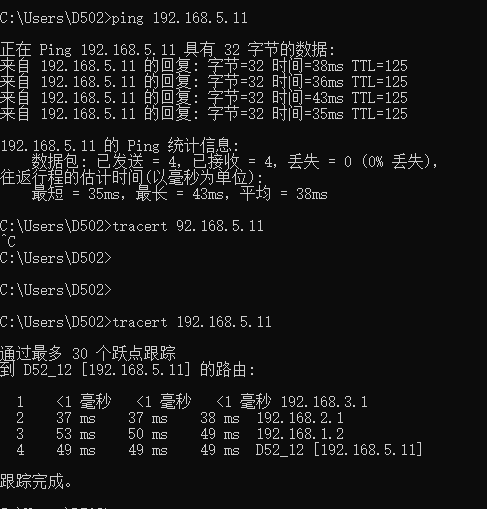 C:\Users\D502>ping 192.168.5.11
正在 Ping 192.168.5.11 具有 32 字节的数据:
来自 192.168.5.11 的回复: 字节=32 时间=38ms TTL=125
来自 192.168.5.11 的回复: 字节=32 时间=36ms TTL=125
来自 192.168.5.11 的回复: 字节=32 时间=43ms TTL=125
来自 192.168.5.11 的回复: 字节=32 时间=35ms TTL=125
192.168.5.11 的 Ping 统计信息:
数据包: 已发送 = 4, 已接收 = 4, 丢失 = 0 (0% 丢失),
往返行程的估计时间(以毫秒为单位):
最短 = 35ms, 最长 = 43ms, 平均 = 38ms
C:\Users\D502>tracert 92.168.5.11
^C
C:\Users\D502>
C:\Users\D502>
C:\Users\D502>tracert 192.168.5.11
通过最多 30 个跃点跟踪
到 D52_12 [192.168.5.11] 的路由:
1 <1 毫秒 <1 毫秒 <1 毫秒 192.168.3.1
2 37 ms 37 ms 38 ms 192.168.2.1
3 53 ms 50 ms 49 ms 192.168.1.2
4 49 ms 49 ms 49 ms D52_12 [192.168.5.11]
跟踪完成。
C:\Users\D502>